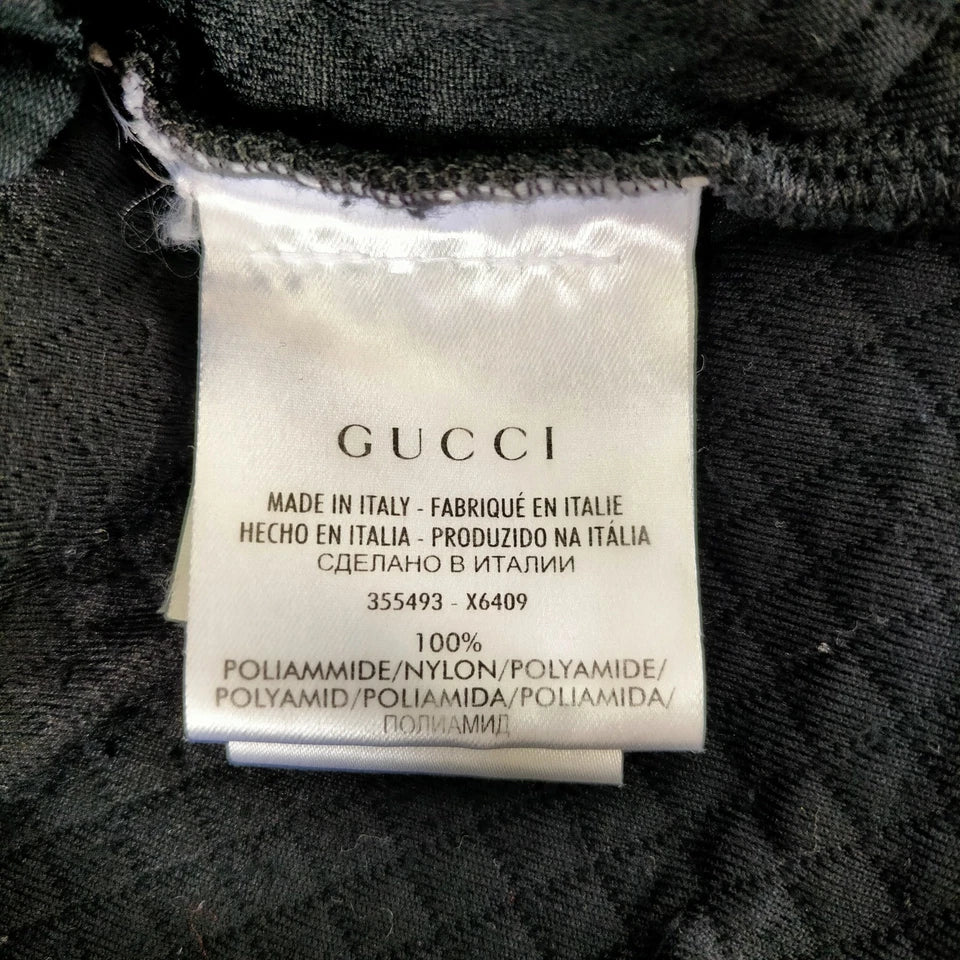 GUCCI
MADE IN ITALY - FABRIQUÉ EN ITALIE
HECHO EN ITALIA - PRODUZIDO NA ITÁLIA
СДЕЛАНО В ИТАЛИИ
355493 - X6409
100%
POLIAMMIDE/NYLON/POLYAMIDE/
POLYAMID/POLIAMIDA/POLIAMIDA/
ПОЛИАМИД